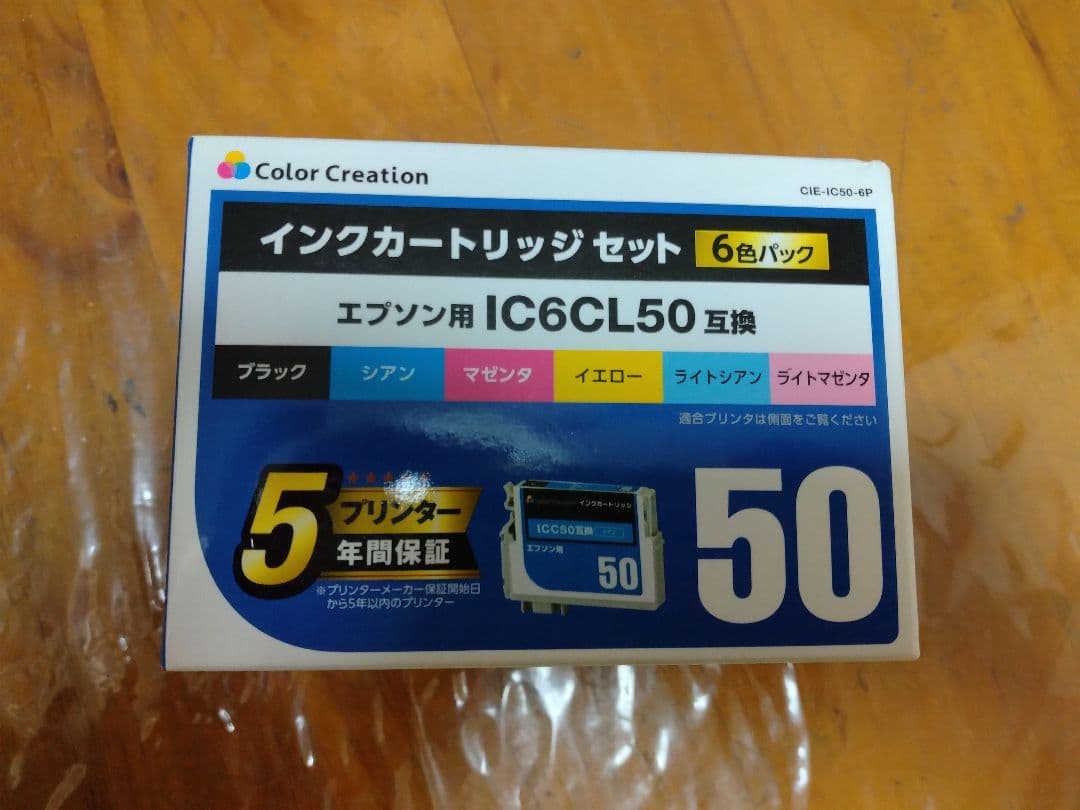 Color Creation
CIE-IC50-6P
インクカートリッジ セット 6色パック
エプソン用 IC6CL50 互換
ブラック シアン マゼンタ イエロー ライトシアン ライトマゼンタ
適合プリンタは側面をご覧ください
5年間保証
プリンター
※プリンターメーカー保証開始日
から5年以内のプリンター
Color Creation インクカートリッジ
ICC50互換 シアン
エプソン用
50
50